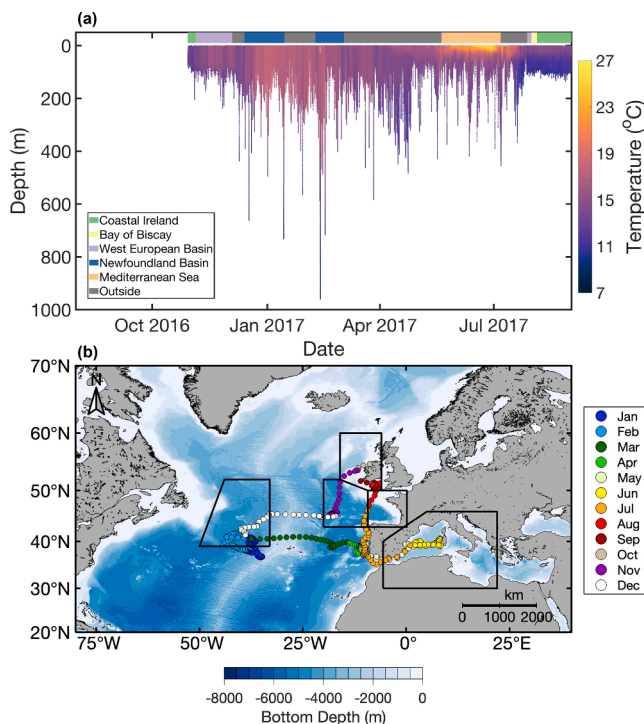 (a)
0
200
400
600
800
1000
Depth (m)
Coastal Ireland
Bay of Biscay
West European Basin
Newfoundland Basin
Mediterranean Sea
Outside
Oct 2016
Jan 2017
Apr 2017
Jul 2017
Date
27
23
19
15
11
7
Temperature (°C)
(b)
70°N
60°N
50°N
40°N
30°N
20°N
80°W
50°W
25°W
0°
25°E
N
km
0 1000 2000
Jan
Feb
Mar
Apr
May
Jun
Jul
Aug
Sep
Oct
Nov
Dec
-8000 -6000 -4000 -2000 0
Bottom Depth (m)